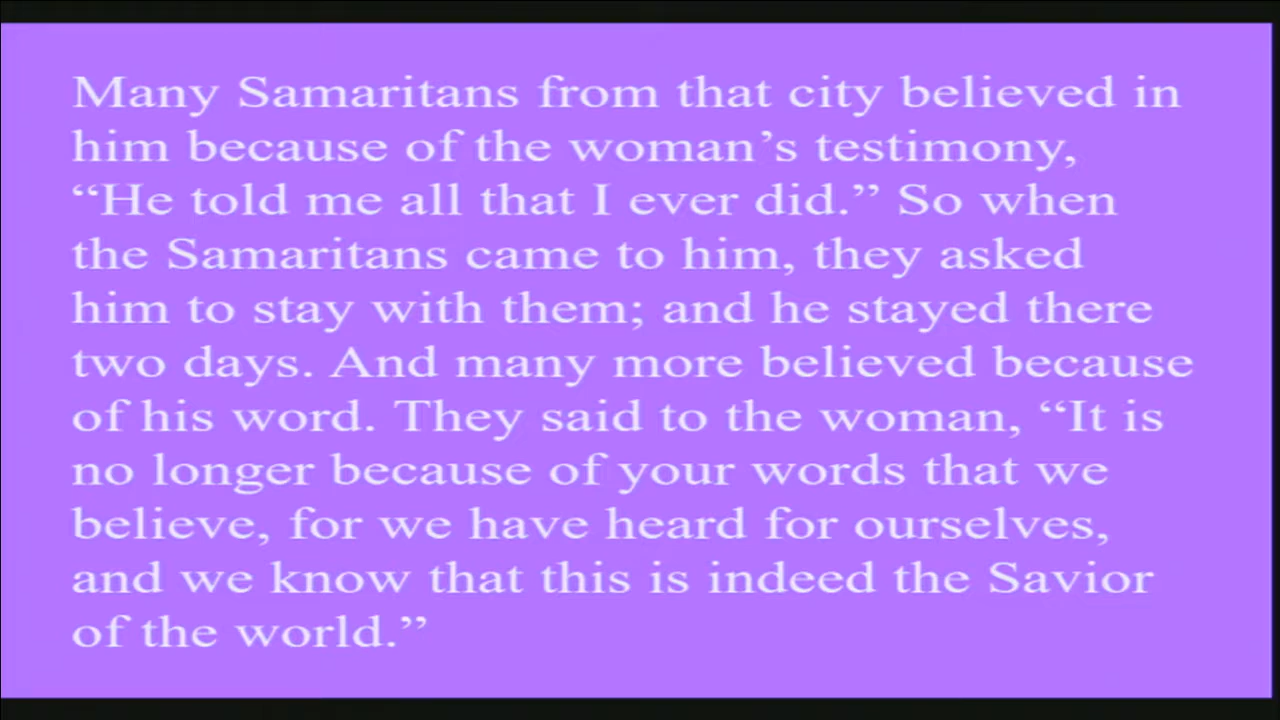 Many Samaritans from that city believed in
him because of the woman’s testimony,
“He told me all that I ever did.” So when
the Samaritans came to him, they asked
him to stay with them; and he stayed there
two days. And many more believed because
of his word. They said to the woman, “It is
no longer because of your words that we
believe, for we have heard for ourselves,
and we know that this is indeed the Savior
of the world.”